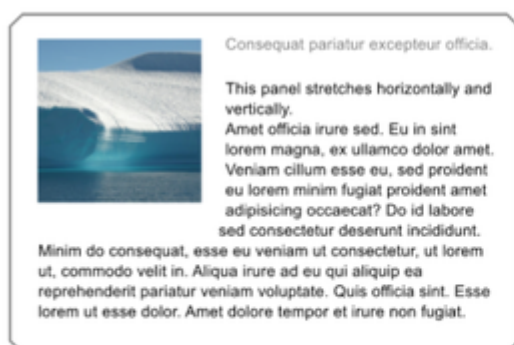 Consequat pariatur excepteur officia.
This panel stretches horizontally and
vertically.
Amet officia irure sed. Eu in sint
lorem magna, ex ullamco dolor amet.
Veniam cillum esse eu, sed proident
eu lorem minim fugiat proident amet
adipisicing occaecat? Do id labore
sed consectetur deserunt incididunt.
Minim do consequat, esse eu veniam ut consectetur, ut lorem
ut, commodo velit in. Aliqua irure ad eu qui aliquip ea
reprehenderit pariatur veniam voluptate. Quis officia sint. Esse
lorem ut esse dolor. Amet dolore tempor et irure non fugiat.